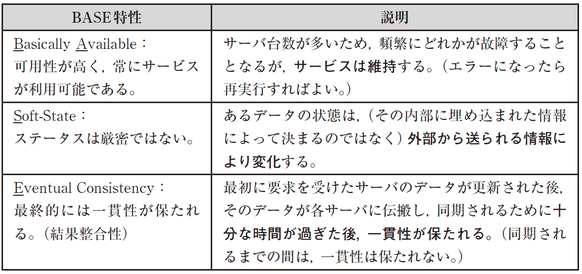 BASE特性
説明
Basically Available：
可用性が高く，常にサービス
が利用可能である。
サーバ台数が多いため，頻繁にどれかが故障すること
となるが，サービスは維持する。（エラーになったら
再実行すればよい。）
Soft-State：
ステータスは厳密ではない。
あるデータの状態は，（その内部に埋め込まれた情報
によって決まるのではなく）外部から送られる情報に
より変化する。
Eventual Consistency：
最終的には一貫性が保たれ
る。（結果整合性）
最初に要求を受けたサーバのデータが更新された後，
そのデータが各サーバに伝搬し，同期されるために十
分な時間が過ぎた後，一貫性が保たれる。（同期され
るまでの間は，一貫性は保たれない。）